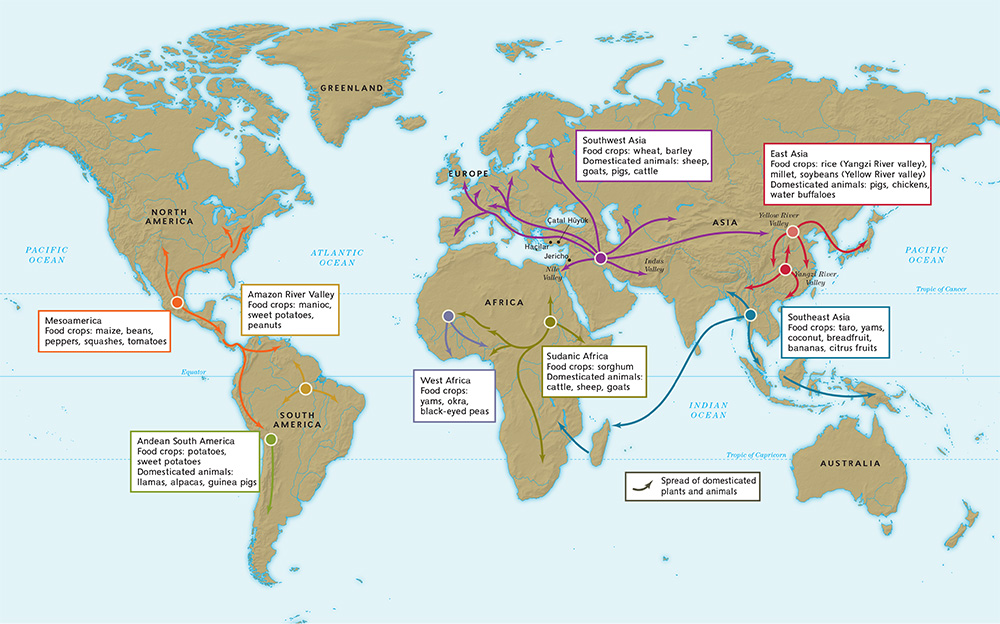 GREENLAND
Southwest Asia
Food crops: wheat, barley
Domesticated animals: sheep,
goats, pigs, cattle
East Asia
Food crops: rice (Yangzi River valley),
millet, soybeans (Yellow River valley)
Domesticated animals: pigs, chickens,
water buffaloes
EUROPE
NORTH
AMERICA
ASIA
Yellow River
Valley
Çatal Hüyük
Haçilar
Jericho
PACIFIC
OCEAN
ATLANTIC
OCEAN
PACIFIC
OCEAN
Nile
Valley
Indus
Valley
Yangzi River
Valley
Tropic of Cancer
AFRICA
Amazon River Valley
Food crops: manioc,
sweet potatoes,
peanuts
Mesoamerica
Food crops: maize, beans,
peppers, squashes, tomatoes
Southeast Asia
Food crops: taro, yams,
coconut, breadfruit,
bananas, citrus fruits
Sudanic Africa
Food crops: sorghum
Domesticated animals:
cattle, sheep, goats
Equator
West Africa
Food crops:
yams, okra,
black-eyed peas
INDIAN
OCEAN
SOUTH
AMERICA
Andean South America
Food crops: potatoes,
sweet potatoes
Domesticated animals:
llamas, alpacas, guinea pigs
Tropic of Capricorn
AUSTRALIA
Spread of domesticated
plants and animals